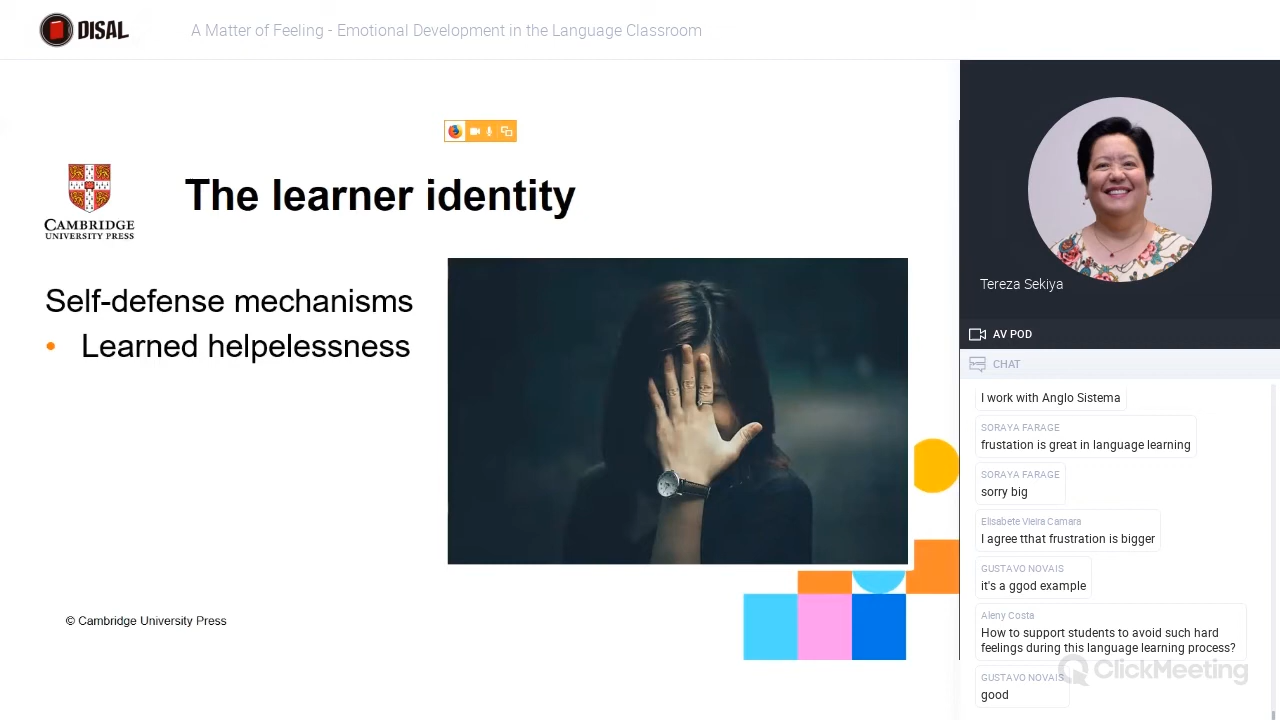 DISAL
A Matter of Feeling - Emotional Development in the Language Classroom
CAMBRIDGE
UNIVERSITY PRESS
The learner identity
Self-defense mechanisms
• Learned helpelessness
© Cambridge University Press
Tereza Sekiya
AV POD
CHAT
I work with Anglo Sistema
SORAYA FARAGE
frustation is great in language learning
SORAYA FARAGE
sorry big
Elisabete Vieira Camara
I agree tthat frustration is bigger
GUSTAVO NOVAIS
it's a ggod example
Aleny Costa
How to support students to avoid such hard
feelings during this language learning process?
GUSTAVO NOVAIS
good
ClickMeeting